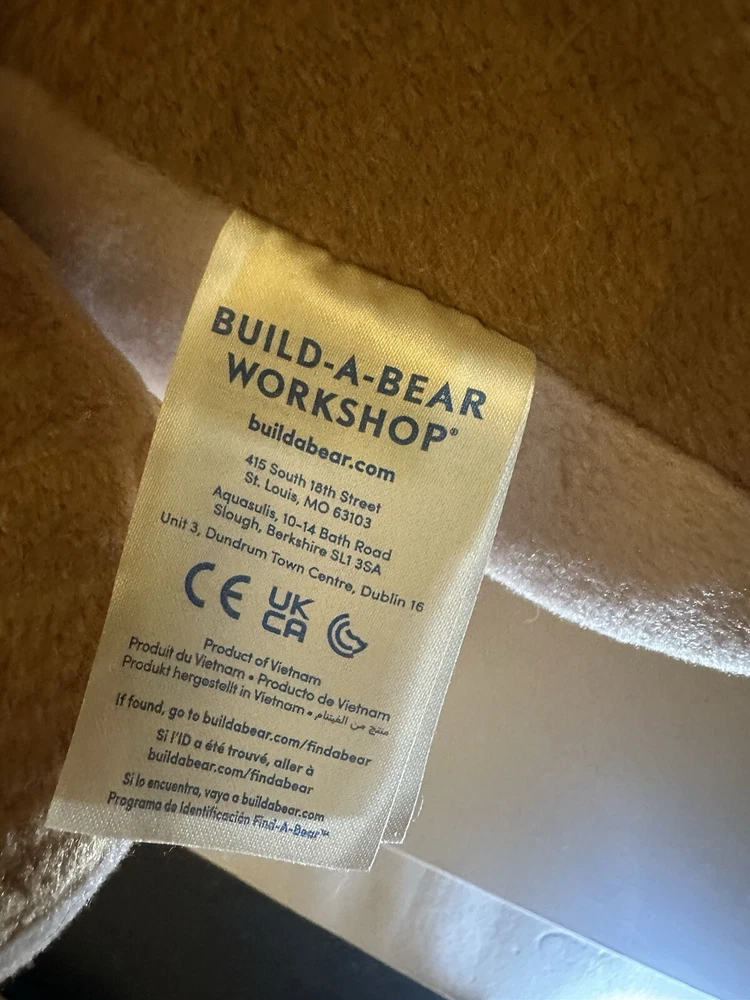 BUILD-A-BEAR
WORKSHOP®
buildabear.com
415 South 18th Street
St. Louis, MO 63103
Aquasulis, 10-14 Bath Road
Slough, Berkshire SL1 3SA
Unit 3, Dundrum Town Centre, Dublin 16
CE UK CA
Product of Vietnam
Produit du Vietnam • Producto de Vietnam
Produkt hergestellt in Vietnam • منتج من الفيتنام
If found, go to buildabear.com/findabear
Si l'ID a été trouvé, aller à
buildabear.com/findabear
Si lo encuentra, vaya a buildabear.com
Programa de Identificación Find-A-Bear™